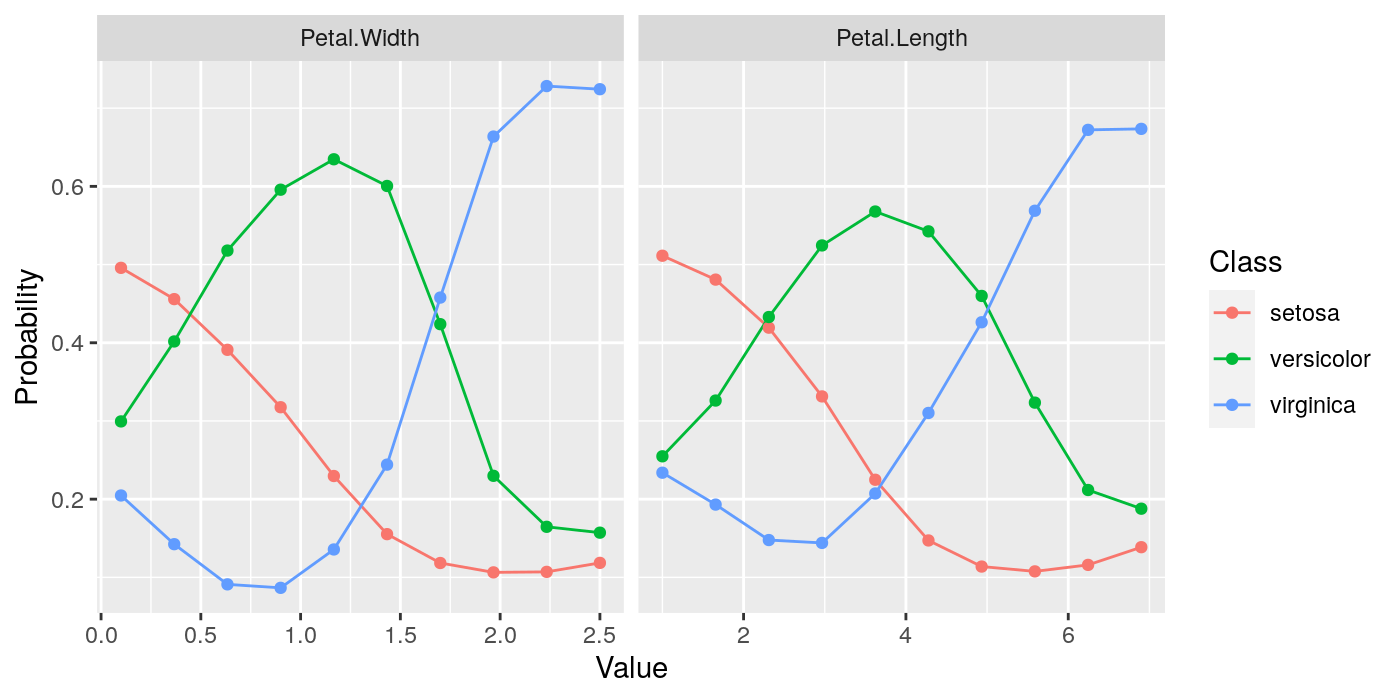 Petal.Width
Petal.Length
0.6
0.4
0.2
Probability
0.0 0.5 1.0 1.5 2.0 2.5
2 4 6
Value
Class
setosa
versicolor
virginica